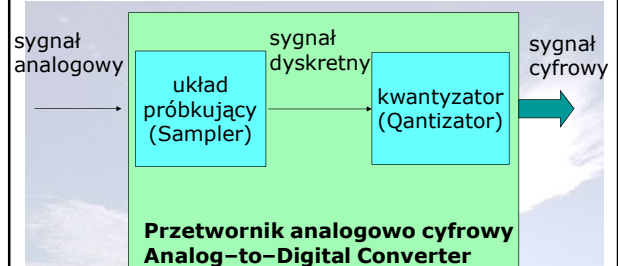 sygnał
analogowy
układ
próbkujący
(Sampler)
sygnał
dyskretny
kwantyzator
(Qantizator)
sygnał
cyfrowy
Przetwornik analogowo cyfrowy
Analog–to–Digital Converter